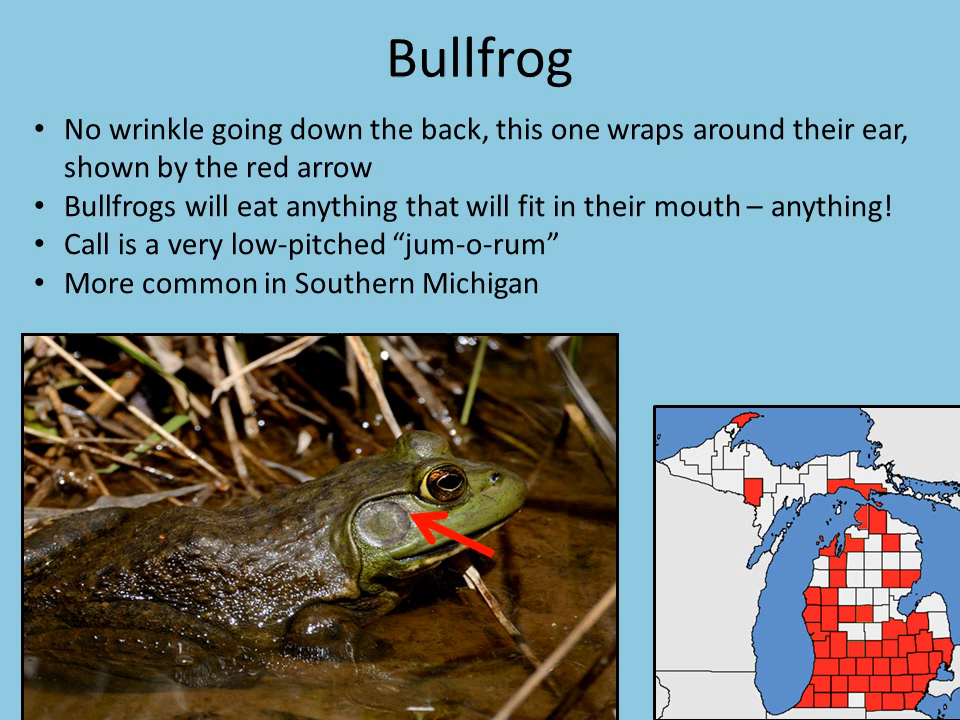 Bullfrog
• No wrinkle going down the back, this one wraps around their ear,
shown by the red arrow
• Bullfrogs will eat anything that will fit in their mouth – anything!
• Call is a very low-pitched “jum-o-rum”
• More common in Southern Michigan